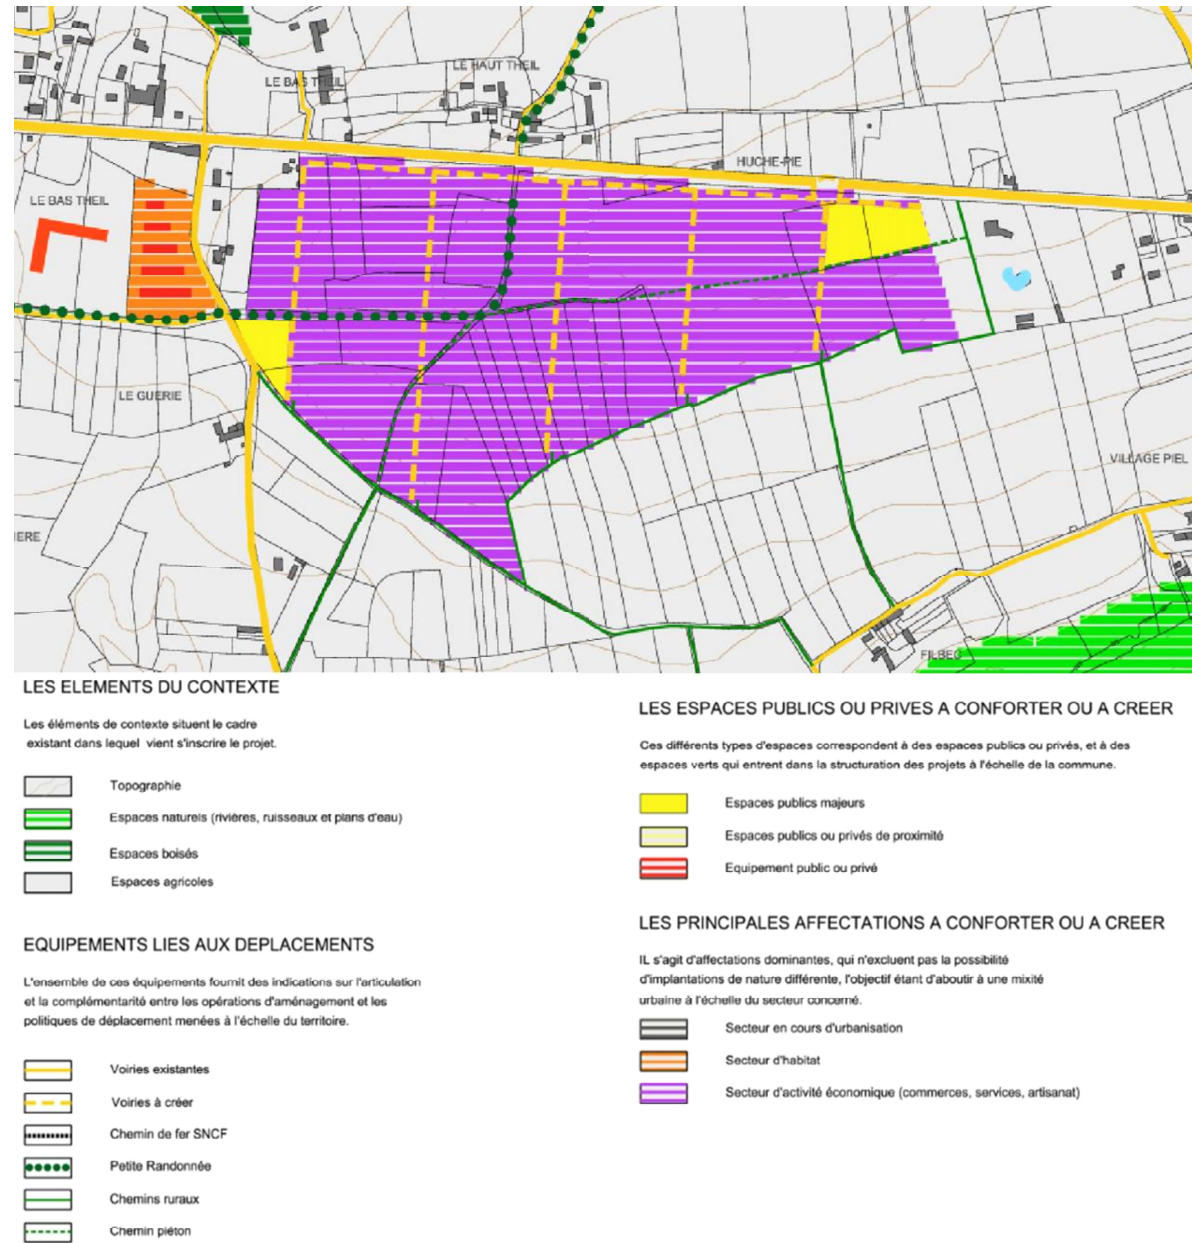 LE BAS THEIL
LE HAUT THEIL
HUCHE-PIE
LE BAS THEIL
LE GUERIE
VILLAGE PIEL
IERE
FILBEC
LES ELEMENTS DU CONTEXTE
Les éléments de contexte situent le cadre
existant dans lequel vient s'inscrire le projet.
Topographie
Espaces naturels (rivières, ruisseaux et plans d'eau)
Espaces boisés
Espaces agricoles
EQUIPEMENTS LIES AUX DEPLACEMENTS
L'ensemble de ces équipements fournit des indications sur l'articulation
et la complémentarité entre les opérations d'aménagement et les
politiques de déplacement menées à l'échelle du territoire.
Voiries existantes
Voiries à créer
Chemin de fer SNCF
Petite Randonnée
Chemins ruraux
Chemin piéton
LES ESPACES PUBLICS OU PRIVES A CONFORTER OU A CREER
Ces différents types d'espaces correspondent à des espaces publics ou privés, et à des
espaces verts qui entrent dans la structuration des projets à l'échelle de la commune.
Espaces publics majeurs
Espaces publics ou privés de proximité
Equipement public ou privé
LES PRINCIPALES AFFECTATIONS A CONFORTER OU A CREER
IL s'agit d'affectations dominantes, qui n'excluent pas la possibilité
d'implantations de nature différente, l'objectif étant d'aboutir à une mixité
urbaine à l'échelle du secteur concerné.
Secteur en cours d'urbanisation
Secteur d'habitat
Secteur d'activité économique (commerces, services, artisanat)